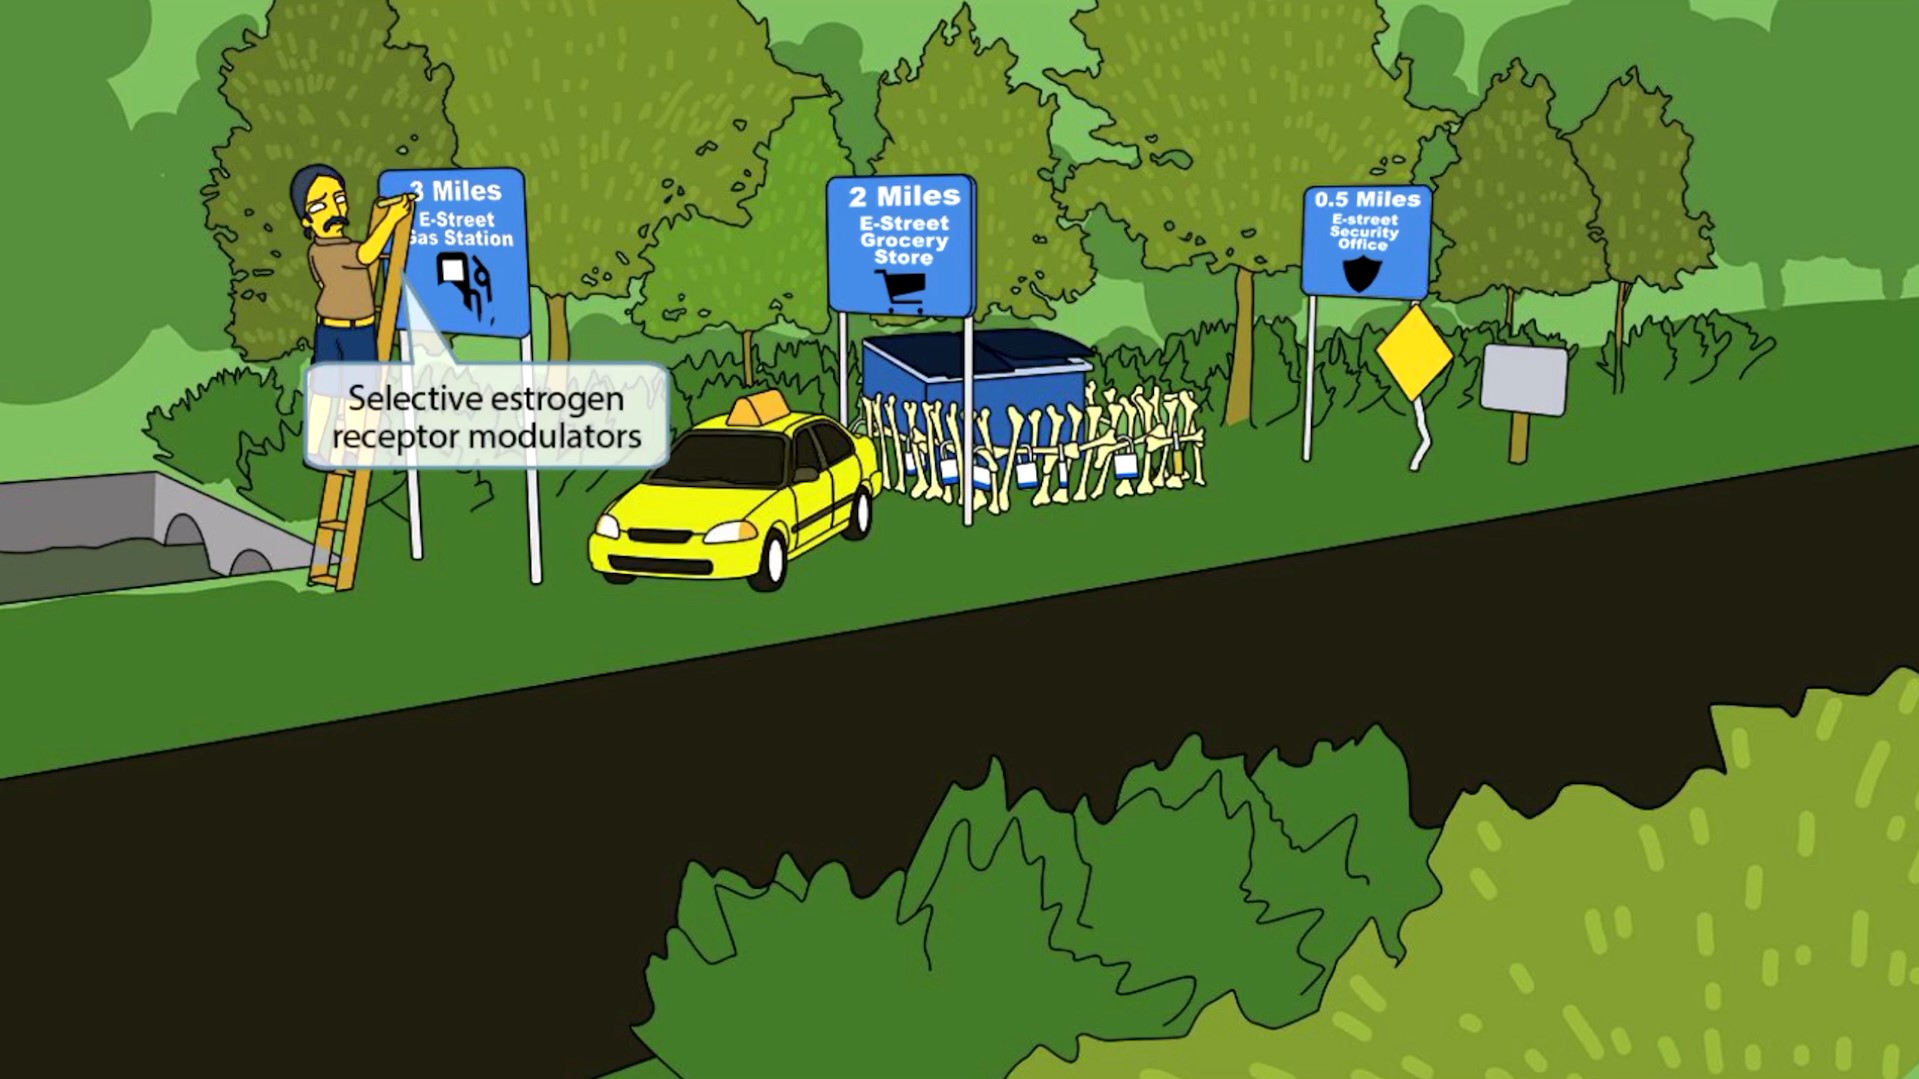 3 Miles
E-Street
Gas Station
2 Miles
E-Street
Grocery
Store
0.5 Miles
E-street
Security
Office
Selective estrogen
receptor modulators